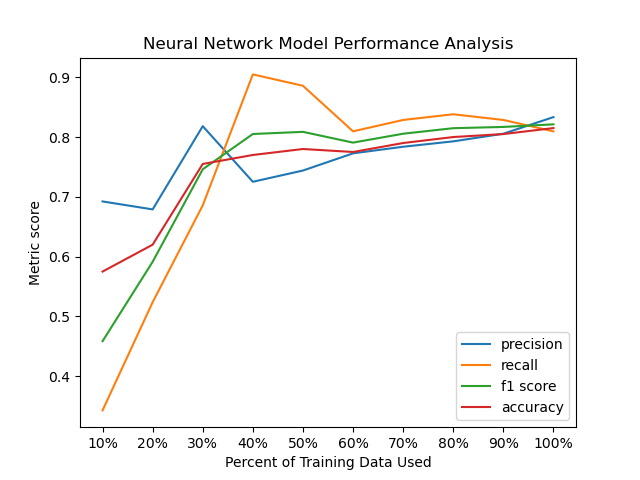 Neural Network Model Performance Analysis
Metric score
0.9
0.8
0.7
0.6
0.5
0.4
precision
recall
f1 score
accuracy
10% 20% 30% 40% 50% 60% 70% 80% 90% 100%
Percent of Training Data Used